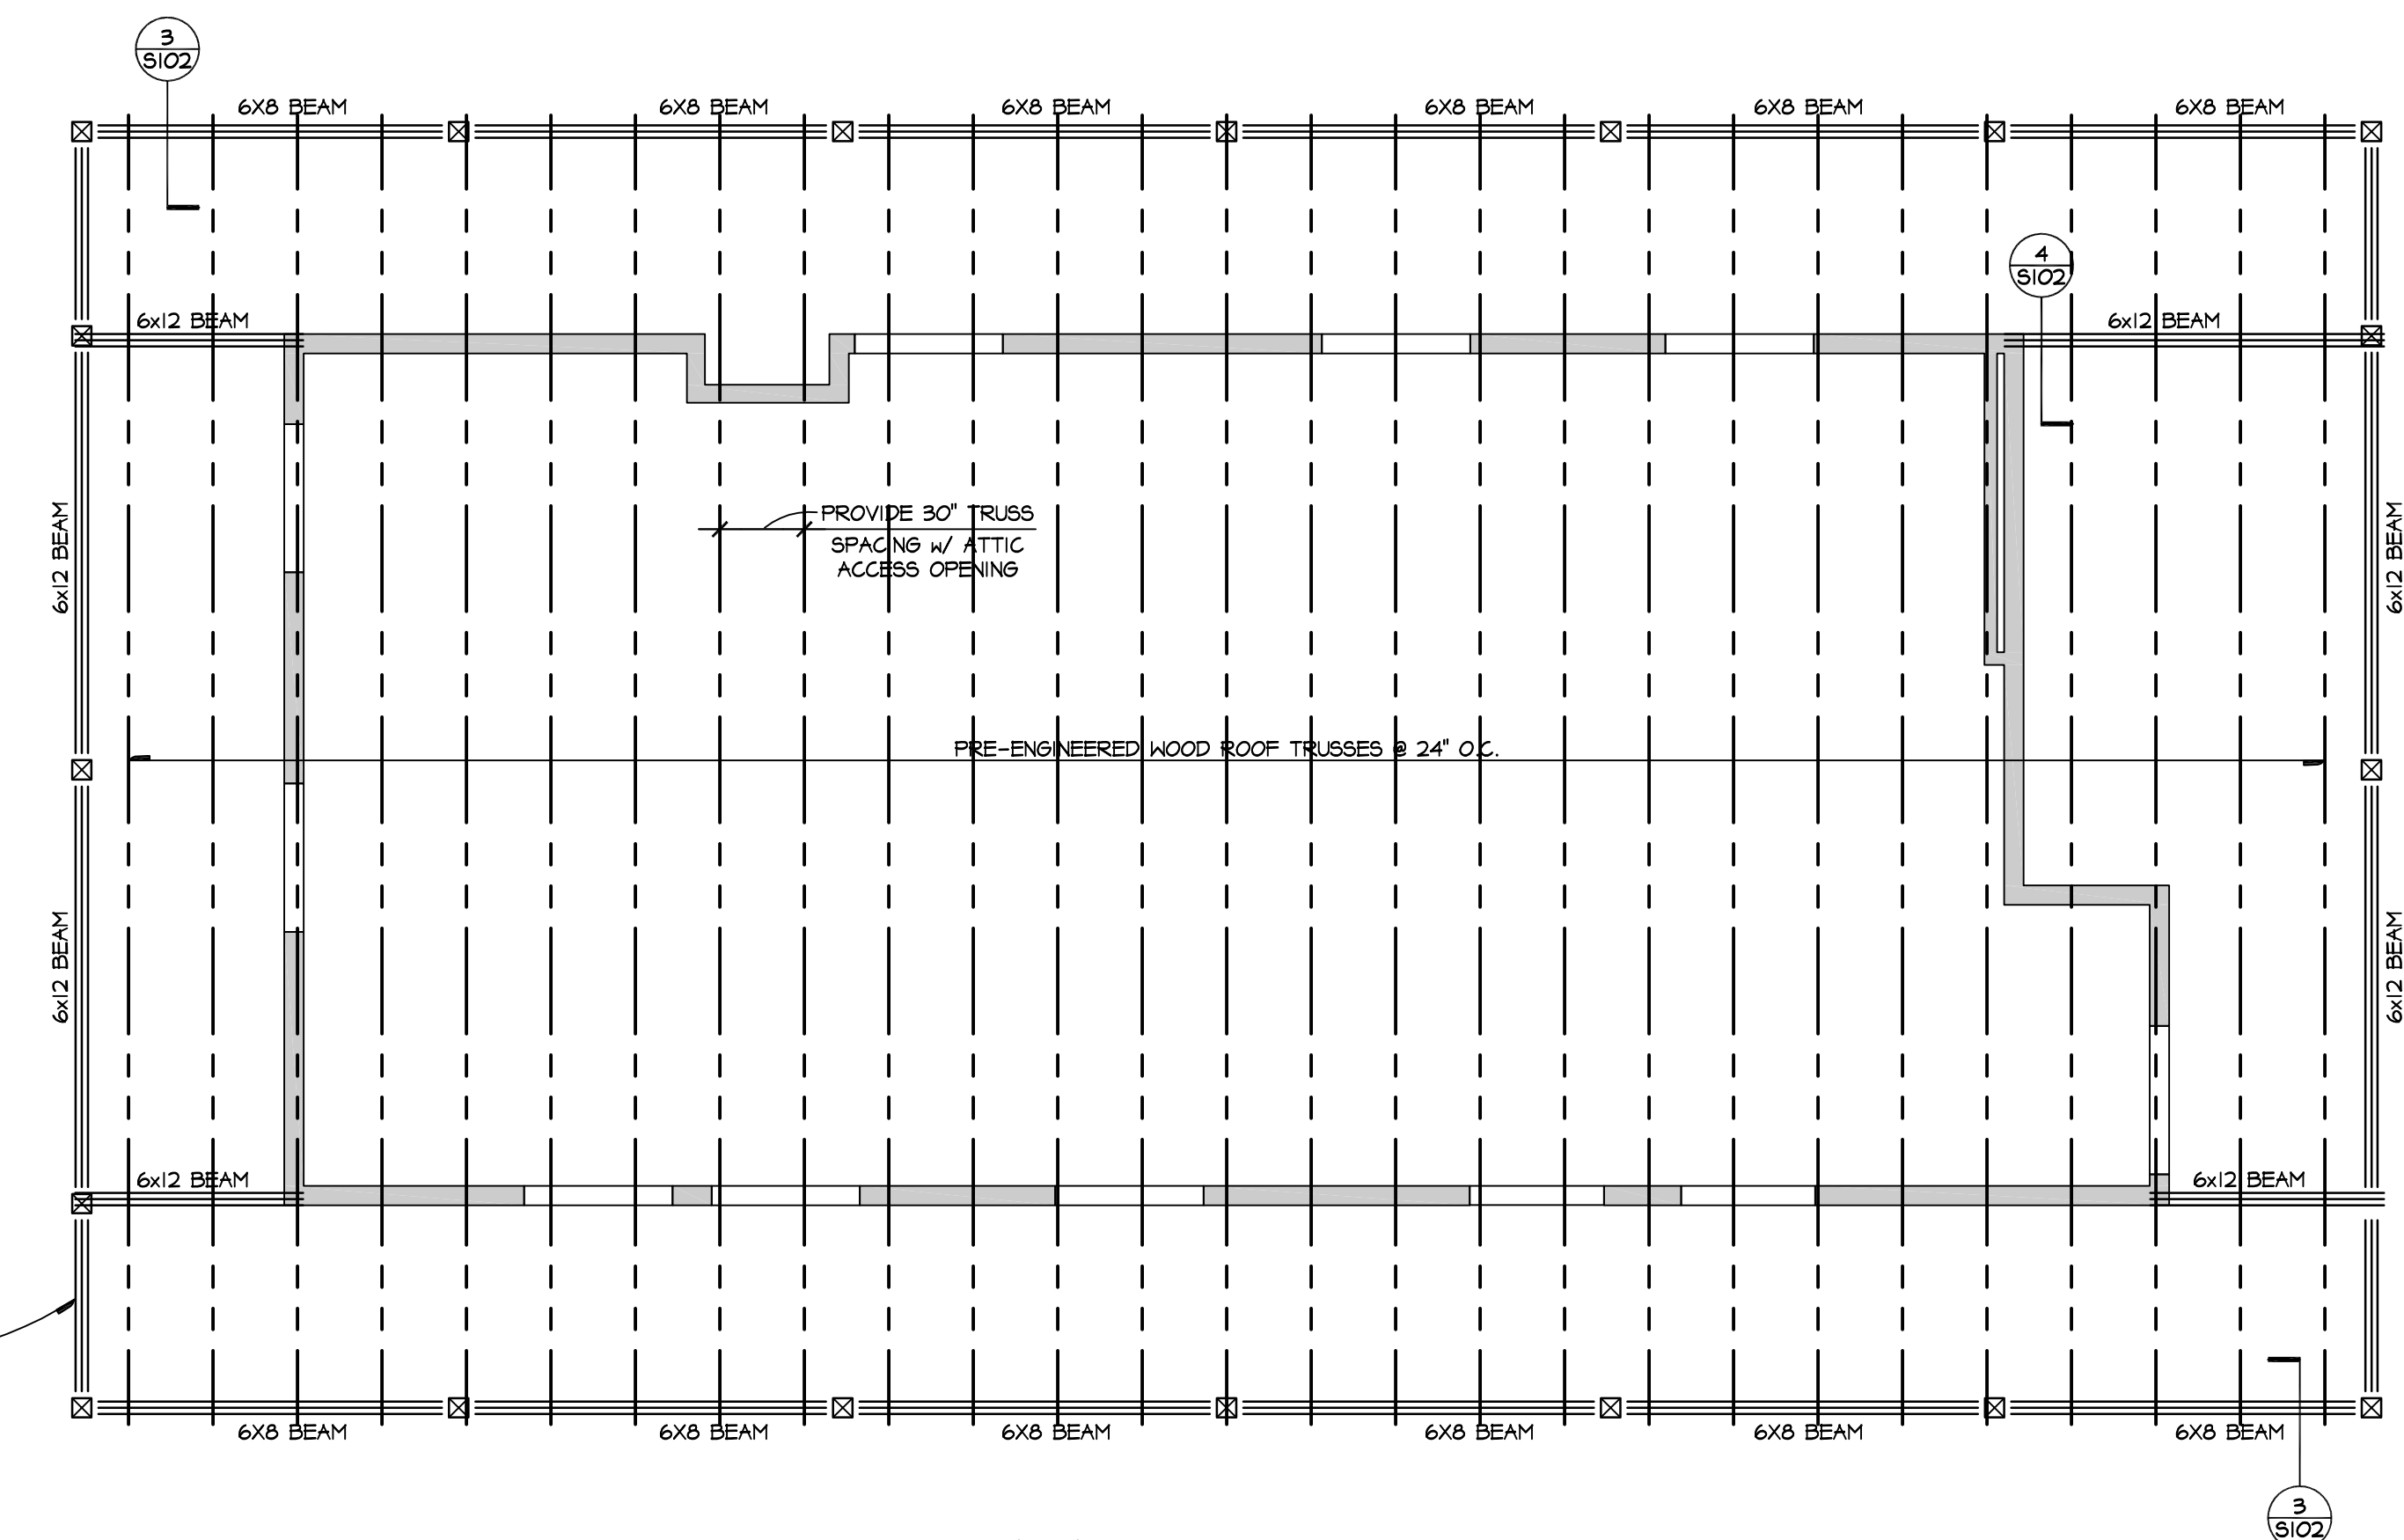 3
S102
6X8 BEAM
6X8 BEAM
6X8 BEAM
6X8 BEAM
6X8 BEAM
6X8 BEAM
4
S102
6x12 BEAM
6x12 BEAM
6x12 BEAM
6x12 BEAM
PROVIDE 30" TRUSS
SPACING w/ ATTIC
ACCESS OPENING
PRE-ENGINEERED WOOD ROOF TRUSSES @ 24" O.C.
6x12 BEAM
6x12 BEAM
6x12 BEAM
6x12 BEAM
6X8 BEAM
6X8 BEAM
6X8 BEAM
6X8 BEAM
6X8 BEAM
6X8 BEAM
3
S102